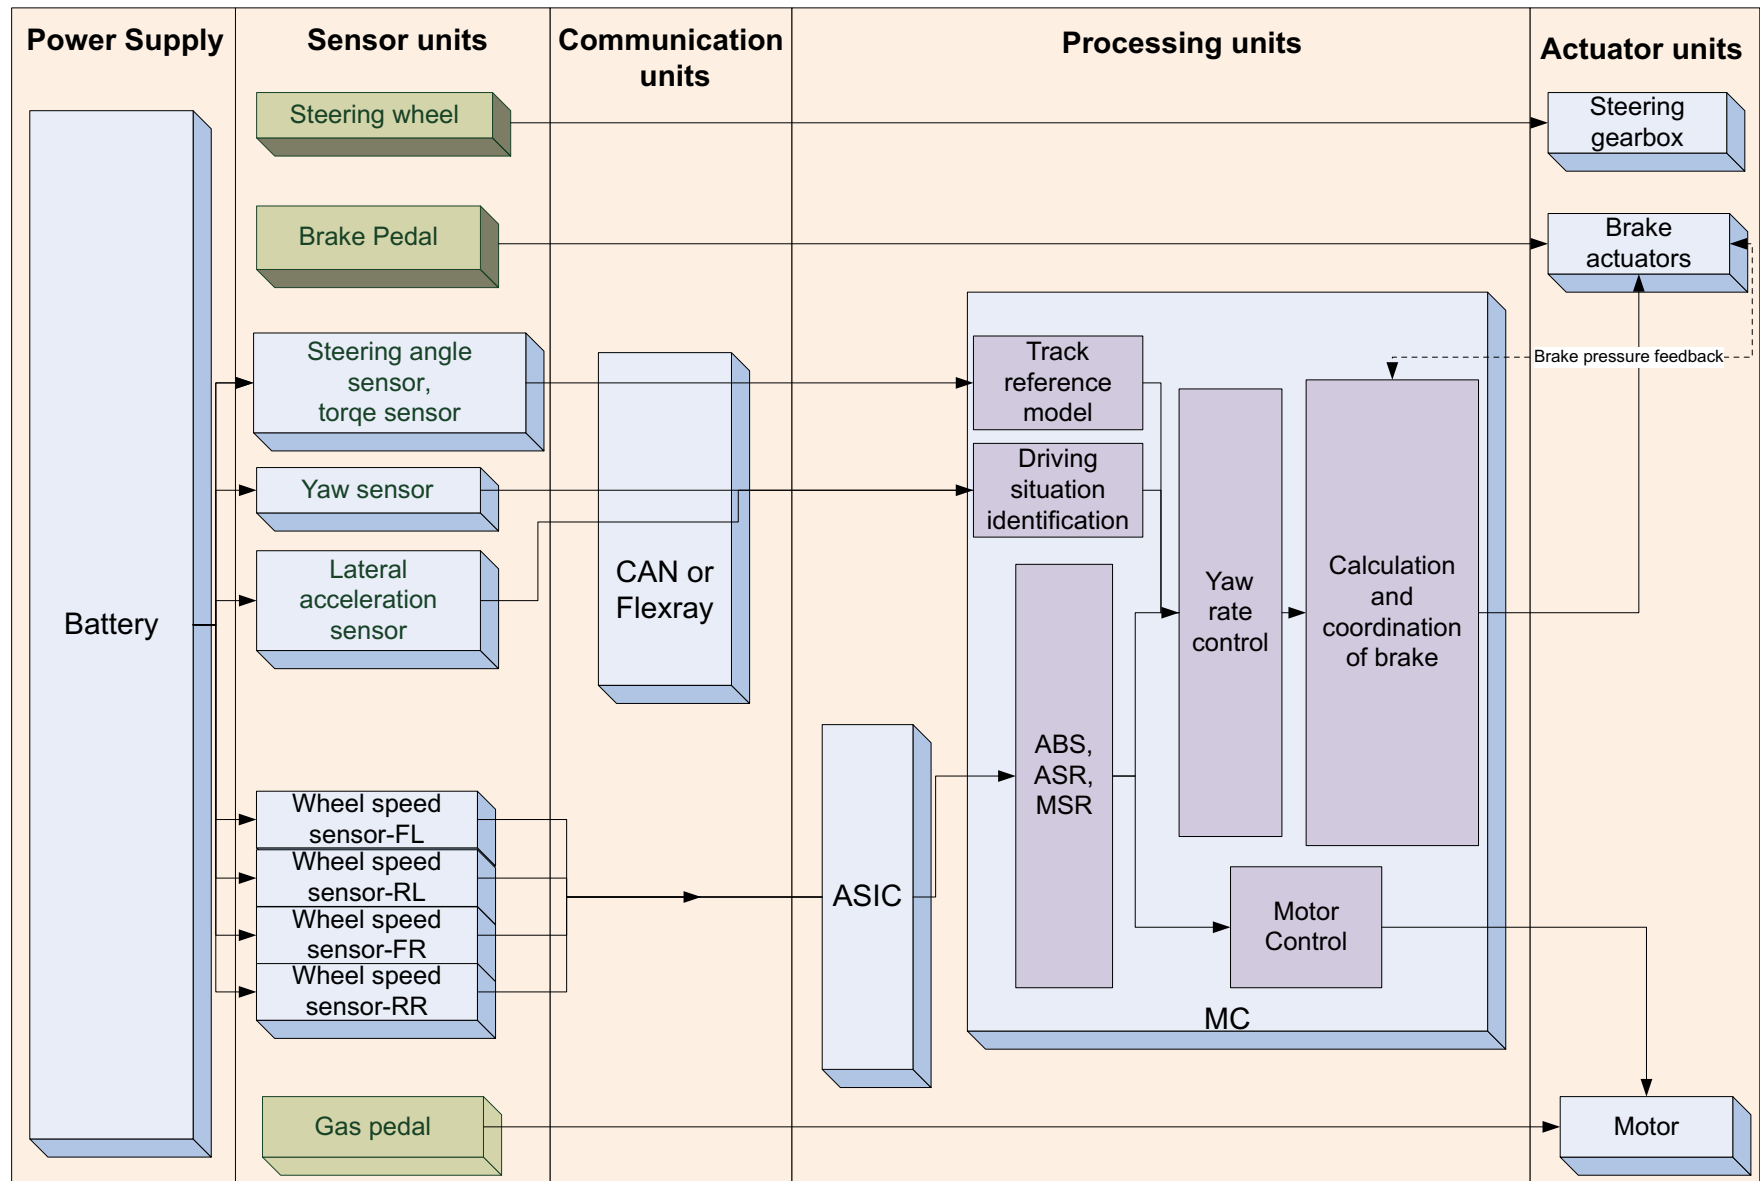 Power Supply
Sensor units
Communication
units
Processing units
Actuator units
Steering wheel
Steering
gearbox
Brake Pedal
Brake
actuators
Steering angle
sensor,
torqe sensor
Track
reference
model
Brake pressure feedback
Yaw sensor
Driving
situation
identification
Lateral
acceleration
sensor
CAN or
Flexray
Battery
Yaw
rate
control
Calculation
and
coordination
of brake
ABS,
ASR,
MSR
Wheel speed
sensor-FL
Wheel speed
sensor-RL
Wheel speed
sensor-FR
Wheel speed
sensor-RR
ASIC
Motor
Control
MC
Gas pedal
Motor